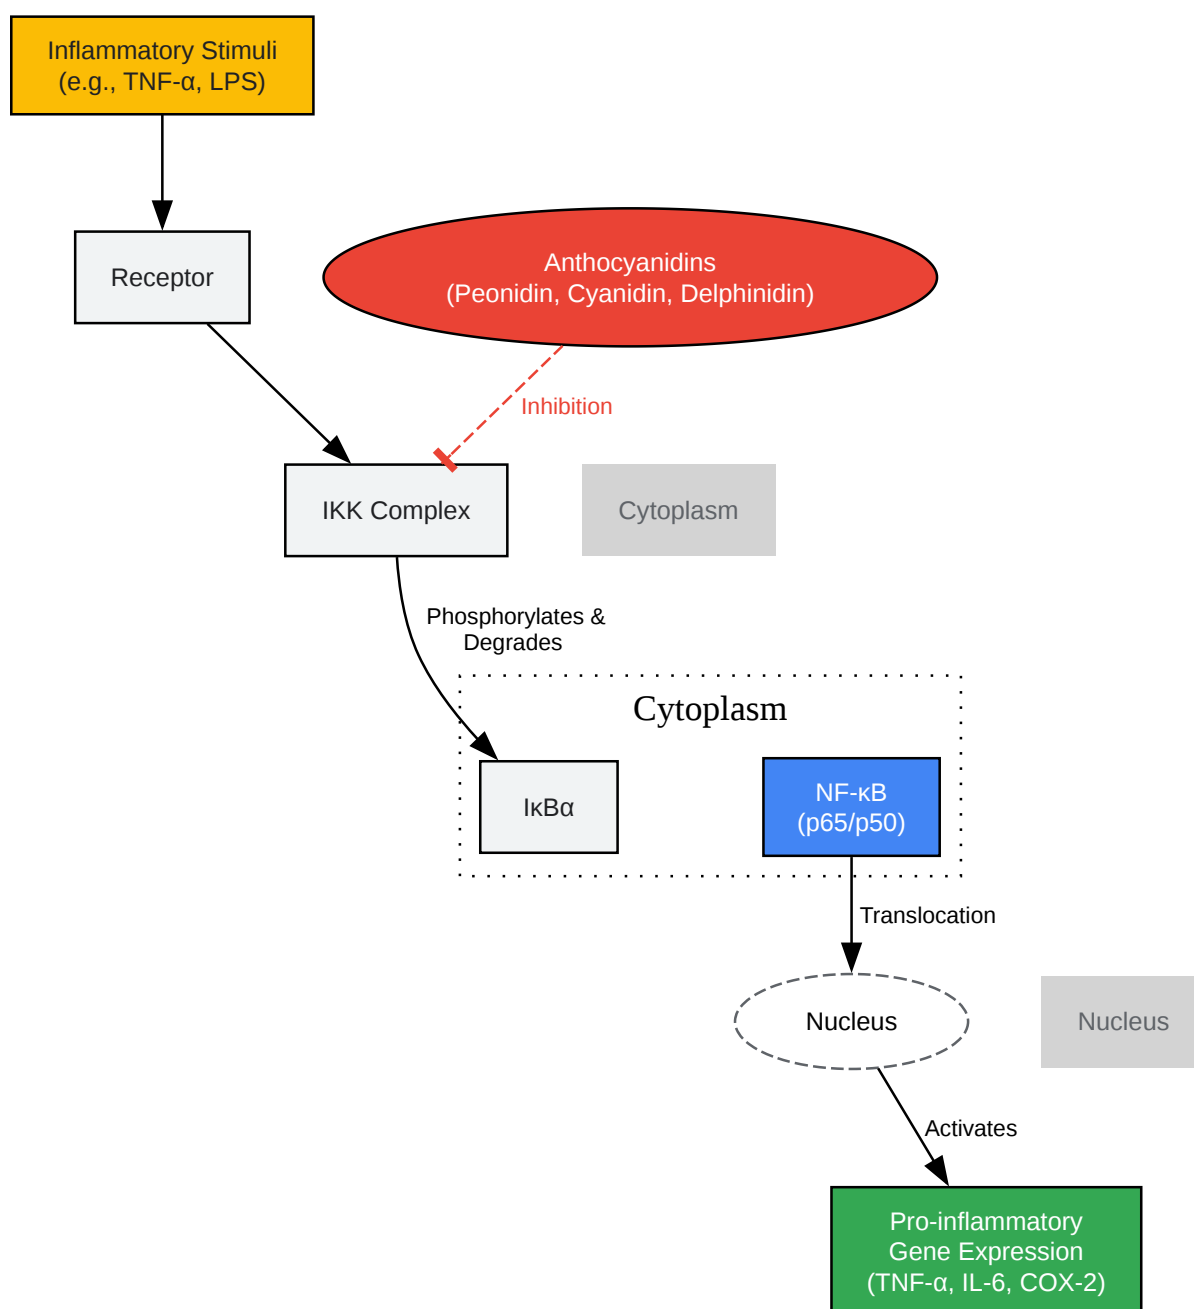 Inflammatory Stimuli
(e.g., TNF-α, LPS)
Receptor
Anthocyanidins
(Peonidin, Cyanidin, Delphinidin)
Inhibition
IKK Complex
Cytoplasm
Phosphorylates &
Degrades
Cytoplasm
IκBα
NF-κB
(p65/p50)
Translocation
Nucleus
Nucleus
Activates
Pro-inflammatory
Gene Expression
(TNF-α, IL-6, COX-2)